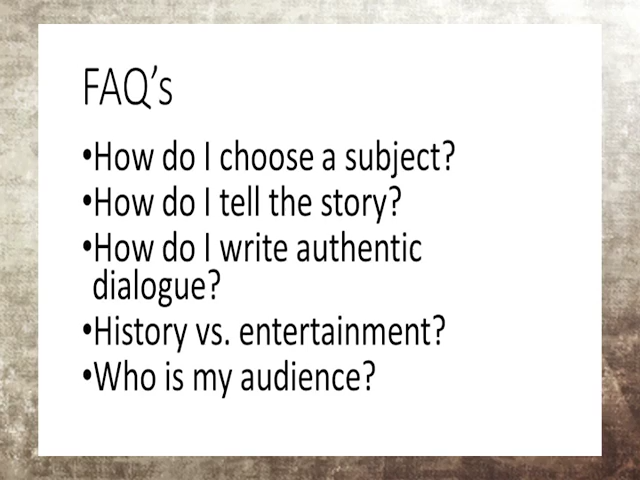 FAQ's
•How do I choose a subject?
•How do I tell the story?
•How do I write authentic
dialogue?
•History vs. entertainment?
•Who is my audience?